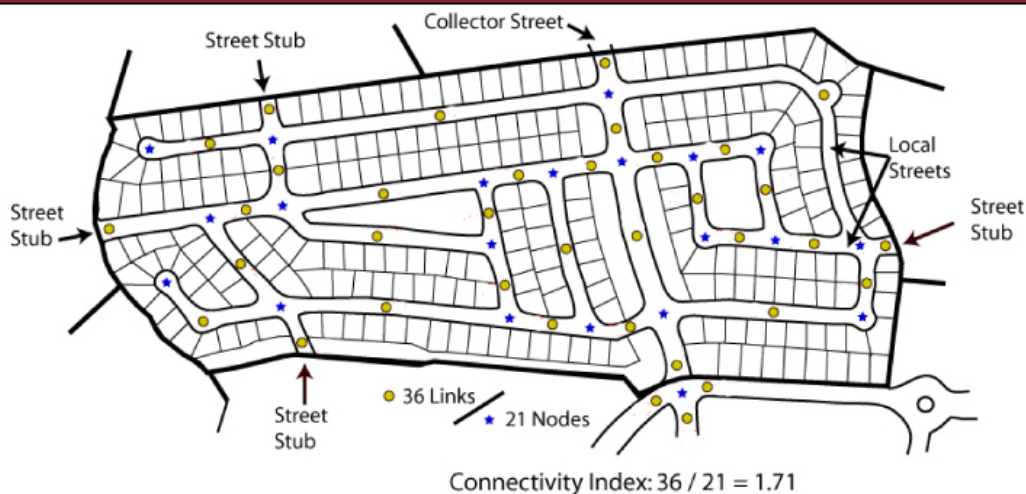 Collector Street
Street Stub
Local
Streets
Street
Stub
Street
Stub
36 Links
21 Nodes
Street
Stub
Connectivity Index: 36 / 21 = 1.71